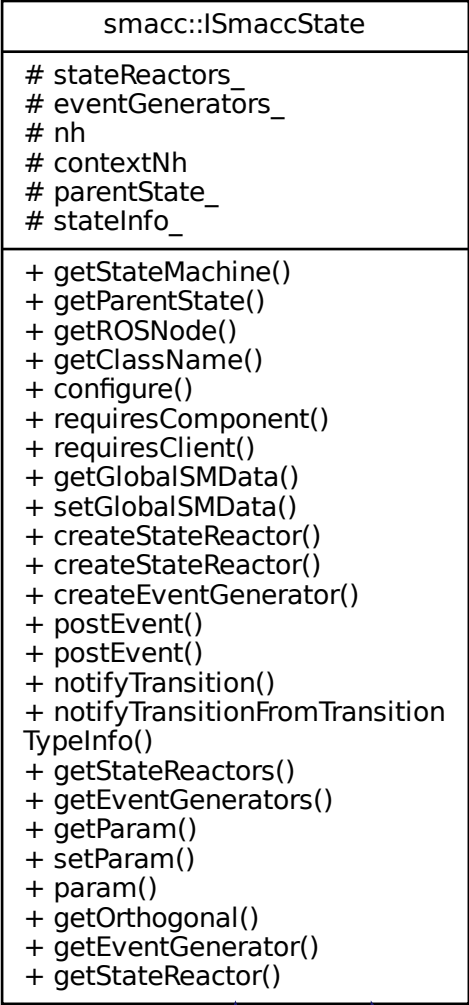 smacc::ISmaccState
# stateReactors_
# eventGenerators_
# nh
# contextNh
# parentState_
# stateInfo_
+ getStateMachine()
+ getParentState()
+ getROSNode()
+ getClassName()
+ configure()
+ requiresComponent()
+ requiresClient()
+ getGlobalSMData()
+ setGlobalSMData()
+ createStateReactor()
+ createStateReactor()
+ createEventGenerator()
+ postEvent()
+ postEvent()
+ notifyTransition()
+ notifyTransitionFromTransition
TypeInfo()
+ getStateReactors()
+ getEventGenerators()
+ getParam()
+ setParam()
+ param()
+ getOrthogonal()
+ getEventGenerator()
+ getStateReactor()